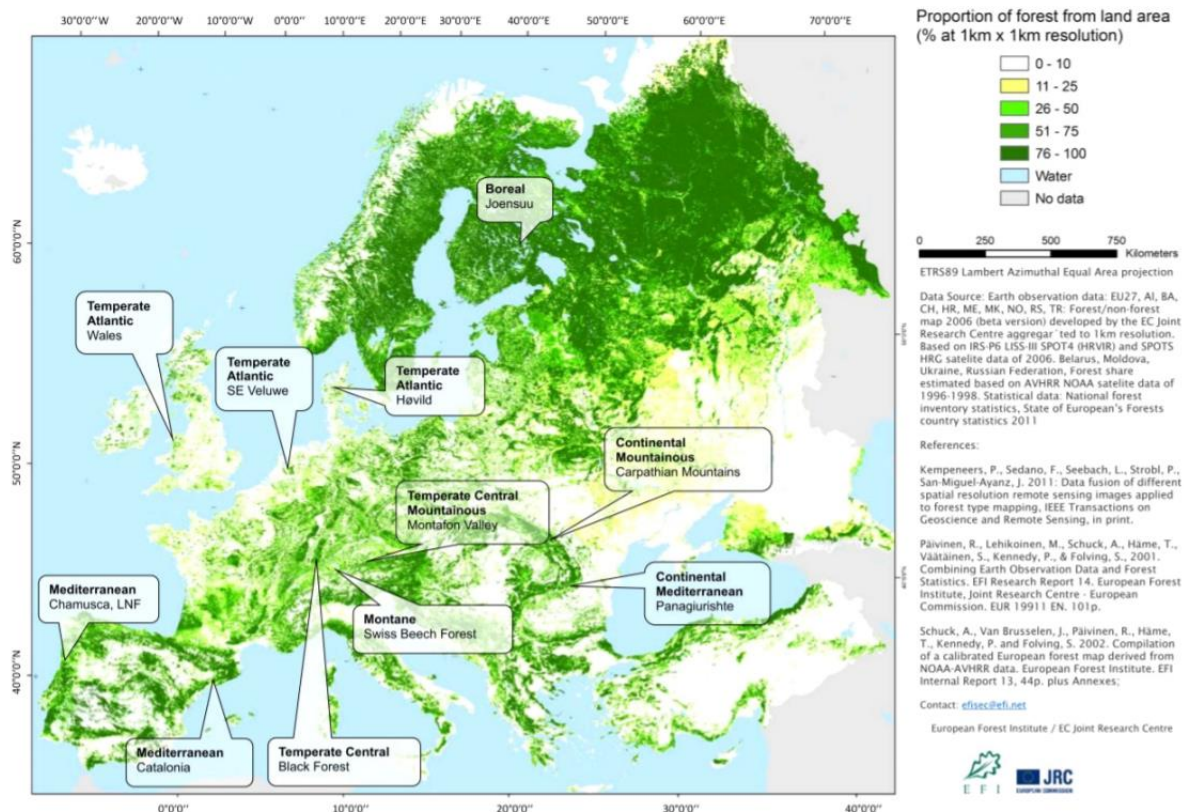 30°0'0"W 20°0'0"W 10°0'0"W 0°0'0" 10°0'0"E 20°0'0"E 30°0'0"E 40°0'0"E 50°0'0"E 60°0'0"E 70°0'0"E
60°0'0"N
50°0'0"N
40°0'0"N
Boreal
Joensuu
Temperate
Atlantic
Wales
Temperate
Atlantic
SE Veluwe
Temperate
Atlantic
Høvild
Continental
Mountainous
Carpathian Mountains
Temperate Central
Mountainous
Montafon Valley
Mediterranean
Chamusca, LNF
Continental
Mediterranean
Panagiurishte
Montane
Swiss Beech Forest
Mediterranean
Catalonia
Temperate Central
Black Forest
0°0'0" 10°0'0"E 20°0'0"E 30°0'0"E 40°0'0"E
Proportion of forest from land area
(% at 1km x 1km resolution)
0 - 10
11 - 25
26 - 50
51 - 75
76 - 100
Water
No data
0 250 500 750
Kilometers
ETRS89 Lambert Azimuthal Equal Area projection
Data Source: Earth observation data: EU27, Al, BA,
CH, HR, ME, MK, NO, RS, TR: Forest/non-forest
map 2006 (beta version) developed by the EC Joint
Research Centre aggregar´ted to 1km resolution.
Based on IRS-P6 LISS-III SPOT4 (HRVIR) and SPOT5
HRG satelite data of 2006. Belarus, Moldova,
Ukraine, Russian Federation, Forest share
estimated based on AVHRR NOAA satelite data of
1996-1998. Statistical data: National forest
inventory statistics, State of European's Forests
country statistics 2011
References:
Kempeneers, P., Sedano, F., Seebach, L., Strobl, P.,
San-Miguel-Ayanz, J. 2011: Data fusion of different
spatial resolution remote sensing images applied
to forest type mapping, IEEE Transactions on
Geoscience and Remote Sensing, in print.
Päivinen, R., Lehikoinen, M., Schuck, A., Häme, T.,
Väätäinen, S., Kennedy, P., & Folving, S., 2001.
Combining Earth Observation Data and Forest
Statistics. EFI Research Report 14. European Forest
Institute, Joint Research Centre - European
Commission. EUR 19911 EN. 101p.
Schuck, A., Van Brusselen, J., Päivinen, R., Häme,
T., Kennedy, P. and Folving, S. 2002. Compilation
of a calibrated European forest map derived from
NOAA-AVHRR data. European Forest Institute. EFI
Internal Report 13, 44p. plus Annexes;
Contact: efisec@efi.net
European Forest Institute / EC Joint Research Centre
EFI
JRC
EUROPEAN COMMISSION